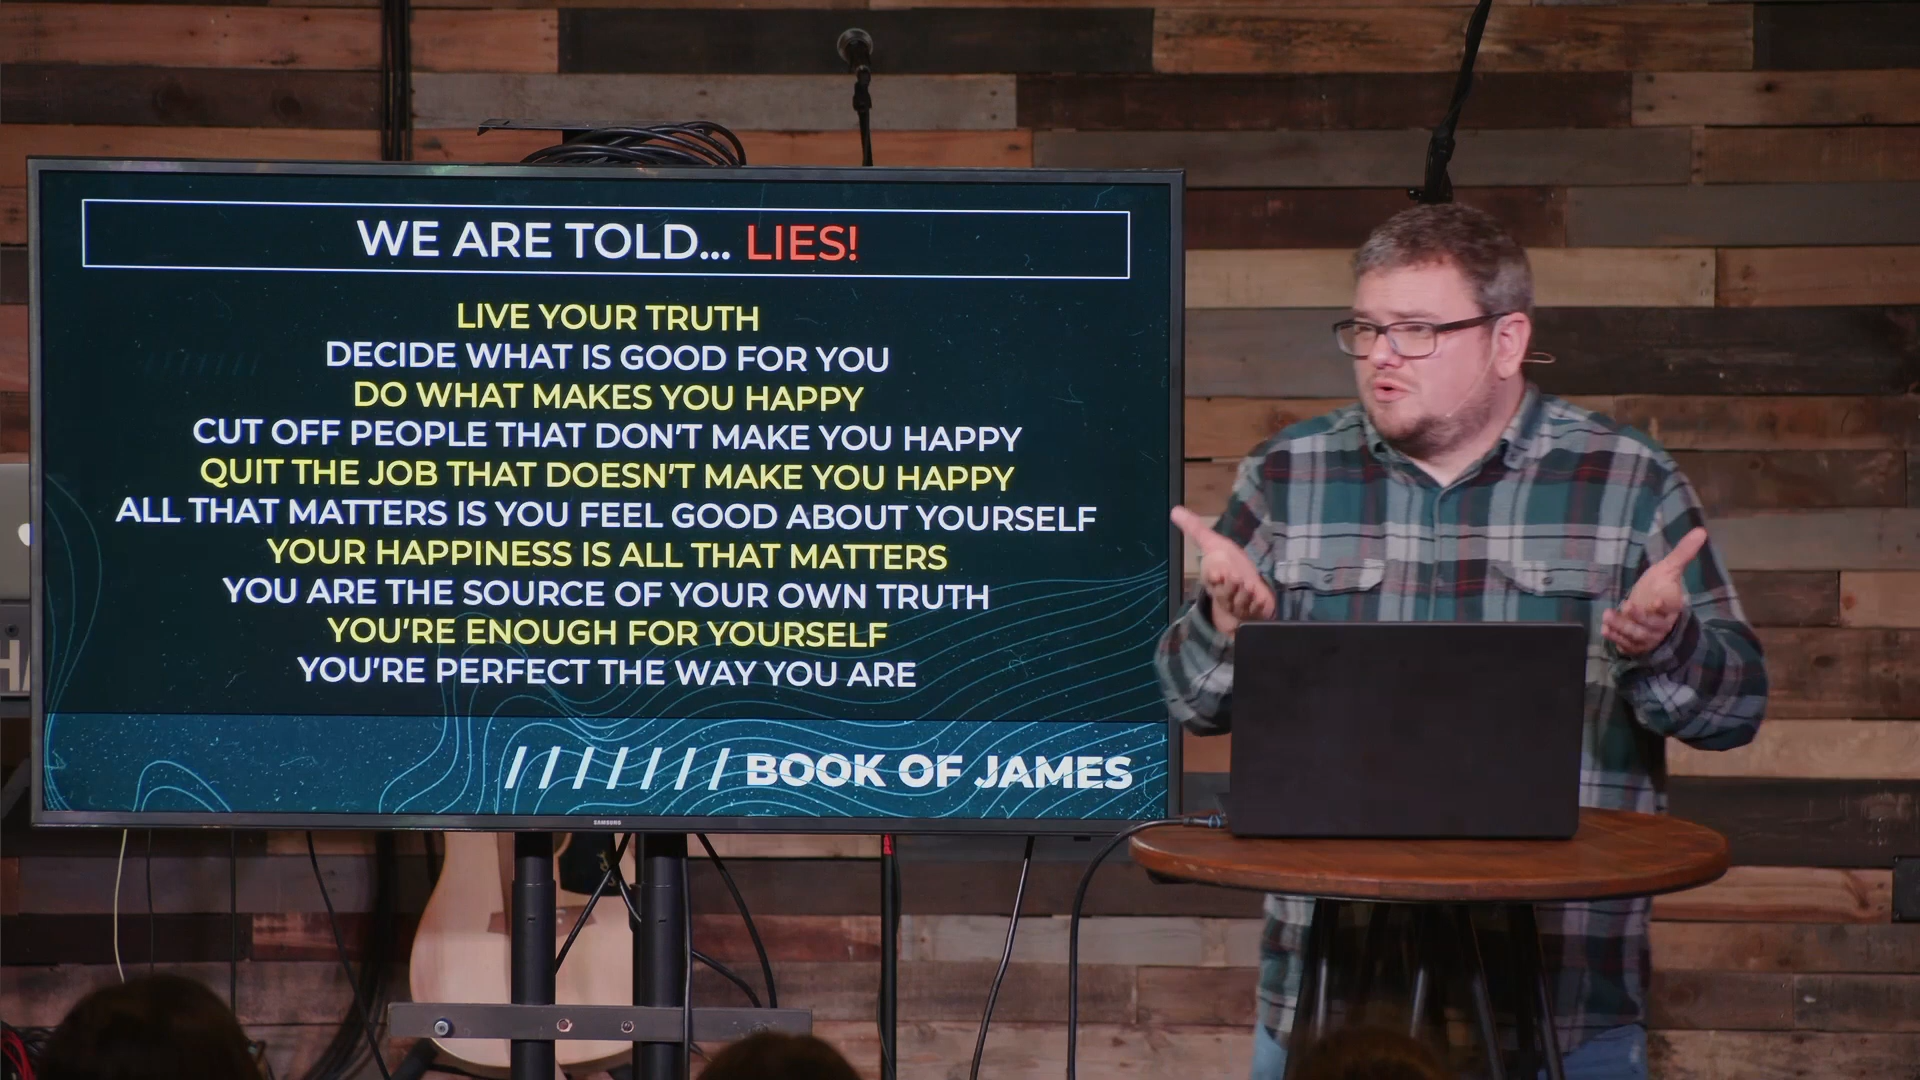 WE ARE TOLD... LIES!
LIVE YOUR TRUTH
DECIDE WHAT IS GOOD FOR YOU
DO WHAT MAKES YOU HAPPY
CUT OFF PEOPLE THAT DON'T MAKE YOU HAPPY
QUIT THE JOB THAT DOESN'T MAKE YOU HAPPY
ALL THAT MATTERS IS YOU FEEL GOOD ABOUT YOURSELF
YOUR HAPPINESS IS ALL THAT MATTERS
YOU ARE THE SOURCE OF YOUR OWN TRUTH
YOU'RE ENOUGH FOR YOURSELF
YOU'RE PERFECT THE WAY YOU ARE
/ / / / / / / BOOK OF JAMES
SAMSUNG